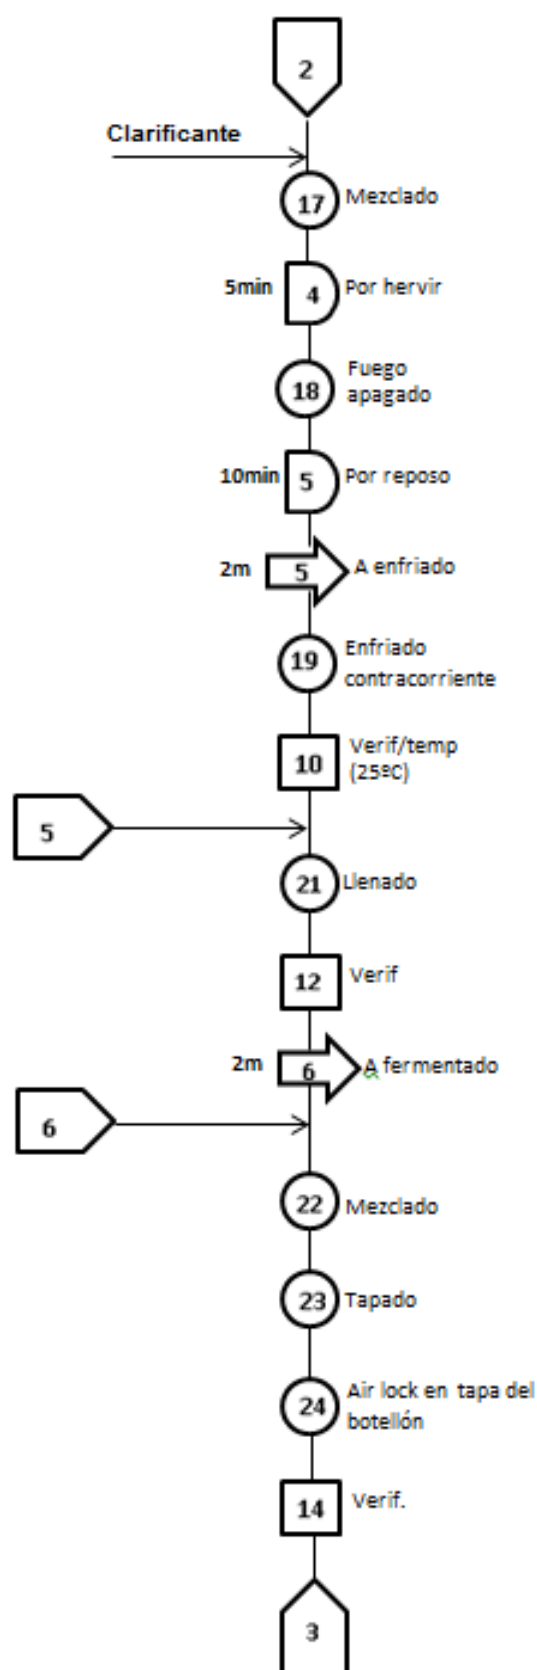 2
Clarificante
17 Mezclado
5min 4 Por hervir
18 Fuego
apagado
10min 5 Por reposo
2m 5 A enfriado
19 Enfriado
contracorriente
10 Verif/temp
(25ºC)
5
21 Llenado
12 Verif
2m 6 A fermentado
6
22 Mezclado
23 Tapado
24 Air lock en tapa del
botellón
14 Verif.
3